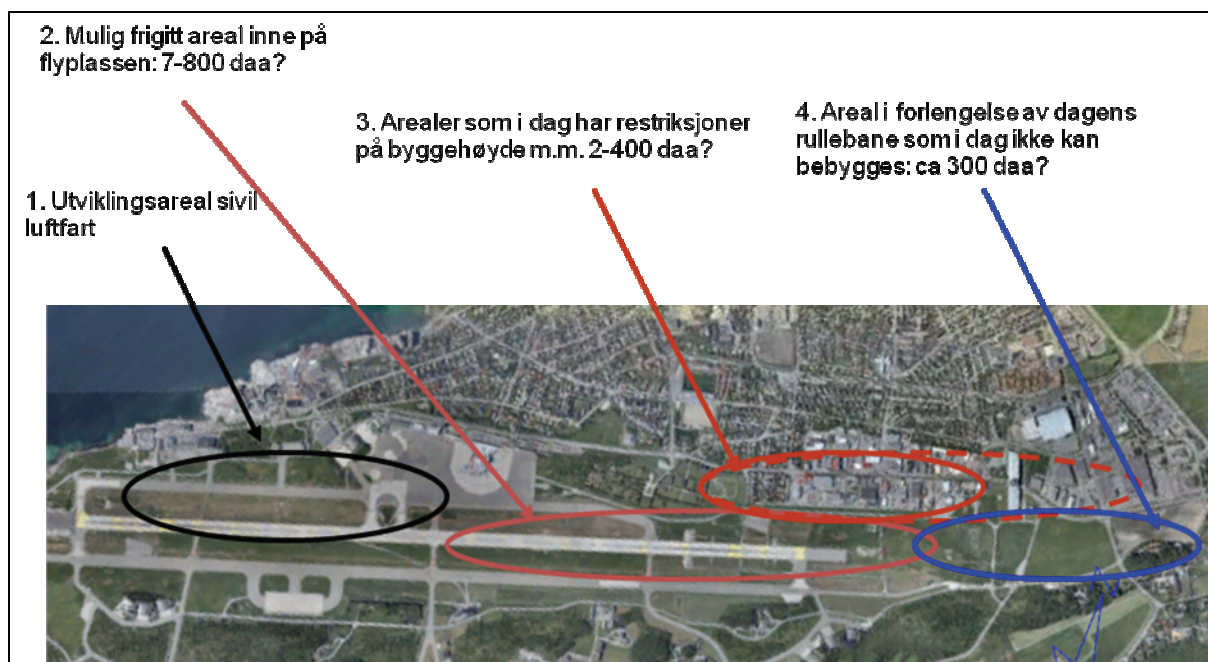 2. Mulig frigitt areal inne på
flyplassen: 7-800 daa?
3. Arealer som i dag har restriksjoner
på byggehøyde m.m. 2-400 daa?
4. Areal i forlengelse av dagens
rullebane som i dag ikke kan
bebygges: ca 300 daa?
1. Utviklingsareal sivil
luftfart